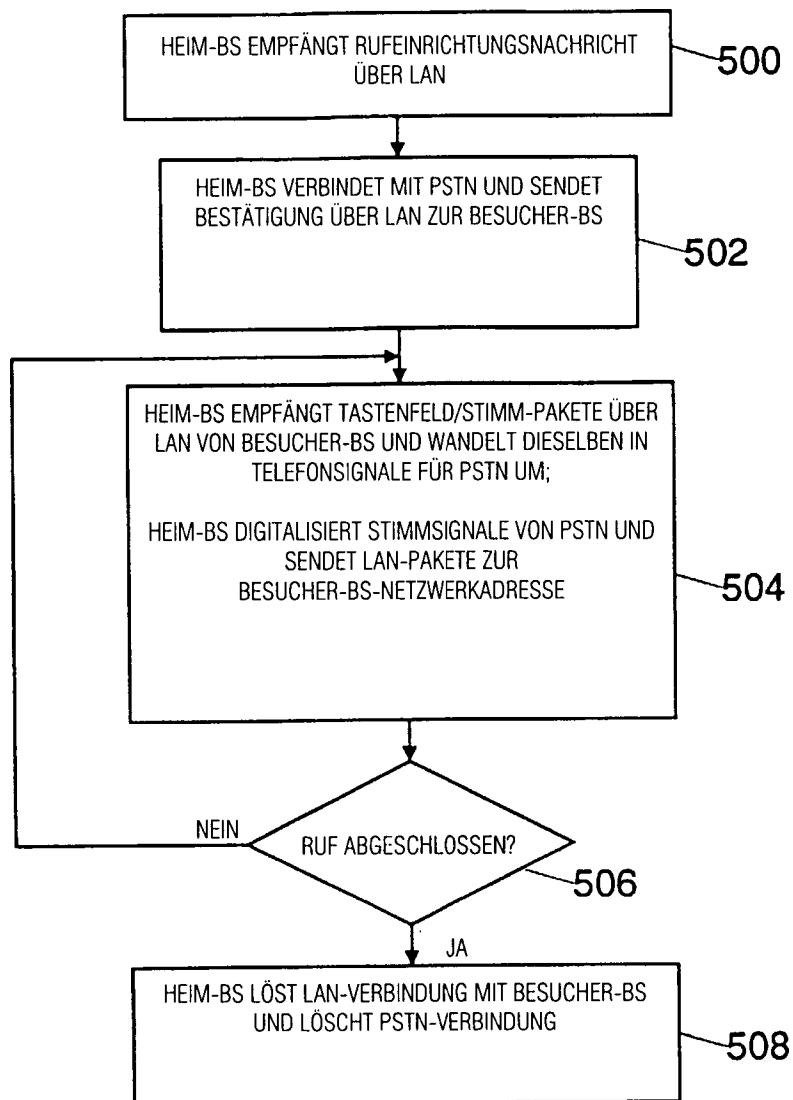 HEIM-BS EMPFÄNGT RUFEINRICHTUNGSNACHRICHT
ÜBER LAN
500
HEIM-BS VERBINDET MIT PSTN UND SENDET
BESTÄTIGUNG ÜBER LAN ZUR BESUCHER-BS
502
HEIM-BS EMPFÄNGT TASTENFELD/STIMM-PAKETE ÜBER
LAN VON BESUCHER-BS UND WANDELT DIESELBEN IN
TELEFONSIGNALE FÜR PSTN UM;
HEIM-BS DIGITALISIERT STIMMSIGNALE VON PSTN UND
SENDET LAN-PAKETE ZUR
BESUCHER-BS-NETZWERKADRESSE
504
NEIN
RUF ABGESCHLOSSEN?
506
JA
HEIM-BS LÖST LAN-VERBINDUNG MIT BESUCHER-BS
UND LÖSCHT PSTN-VERBINDUNG
508